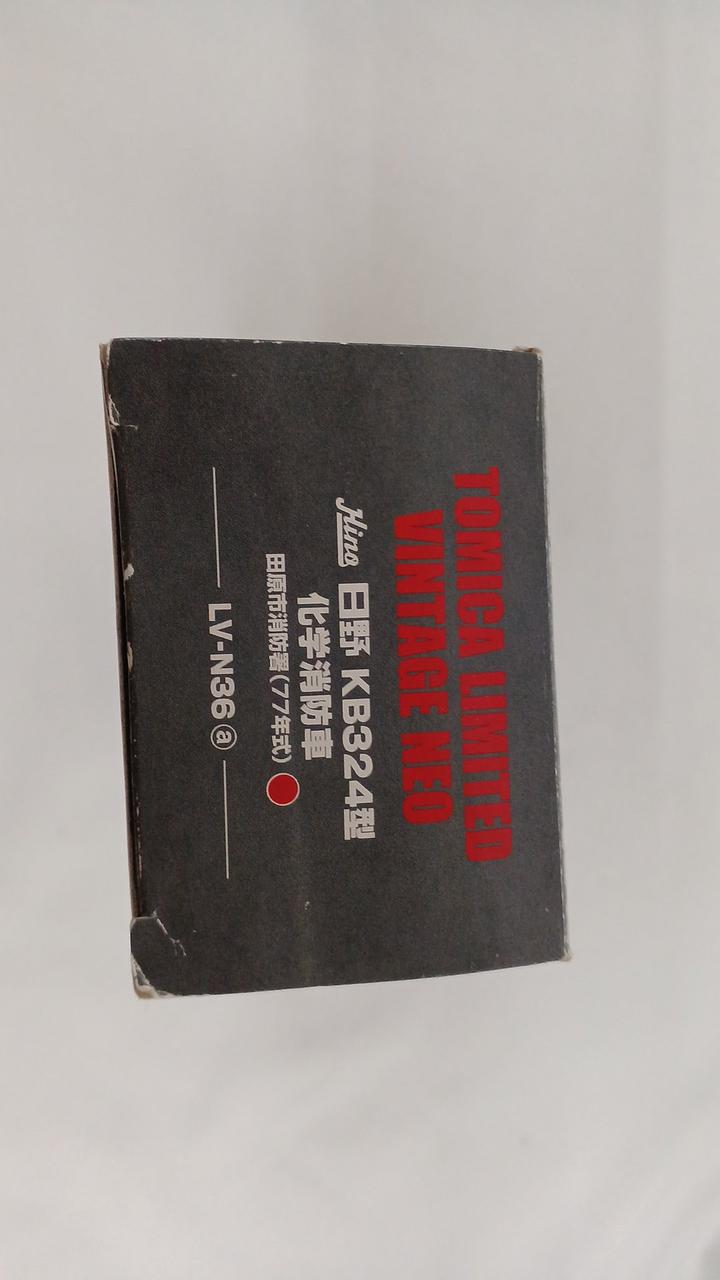 TOMICA LIMITED
VINTAGE NEO
Hino 日野 KB324型
化学消防車
田原市消防署(77年式)
LV-N36 ⓐ